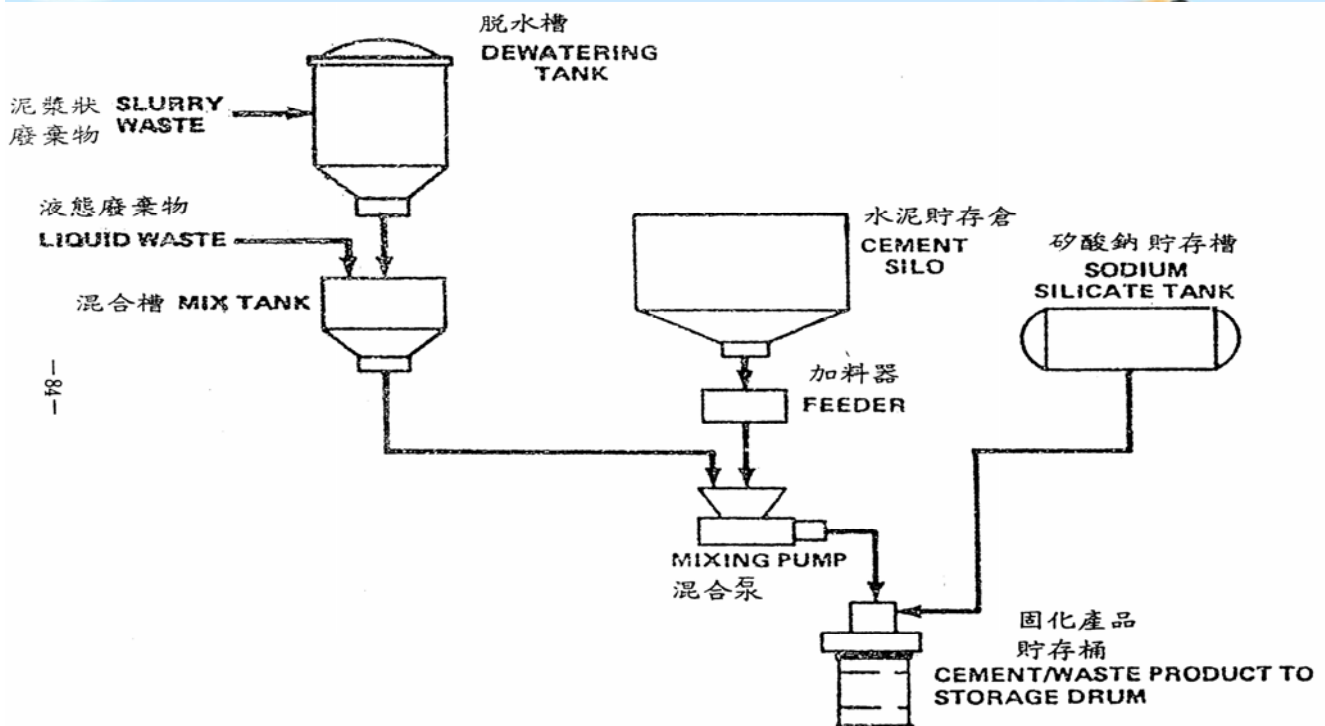 脱水槽
DEWATERING
TANK
泥漿狀 SLURRY
廢棄物 WASTE
液態廢棄物
LIQUID WASTE
混合槽 MIX TANK
水泥貯存倉
CEMENT
SILO
矽酸鈉貯存槽
SODIUM
SILICATE TANK
加料器
FEEDER
—84—
MIXING PUMP
混合泵
固化產品
貯存桶
CEMENT/WASTE PRODUCT TO
STORAGE DRUM